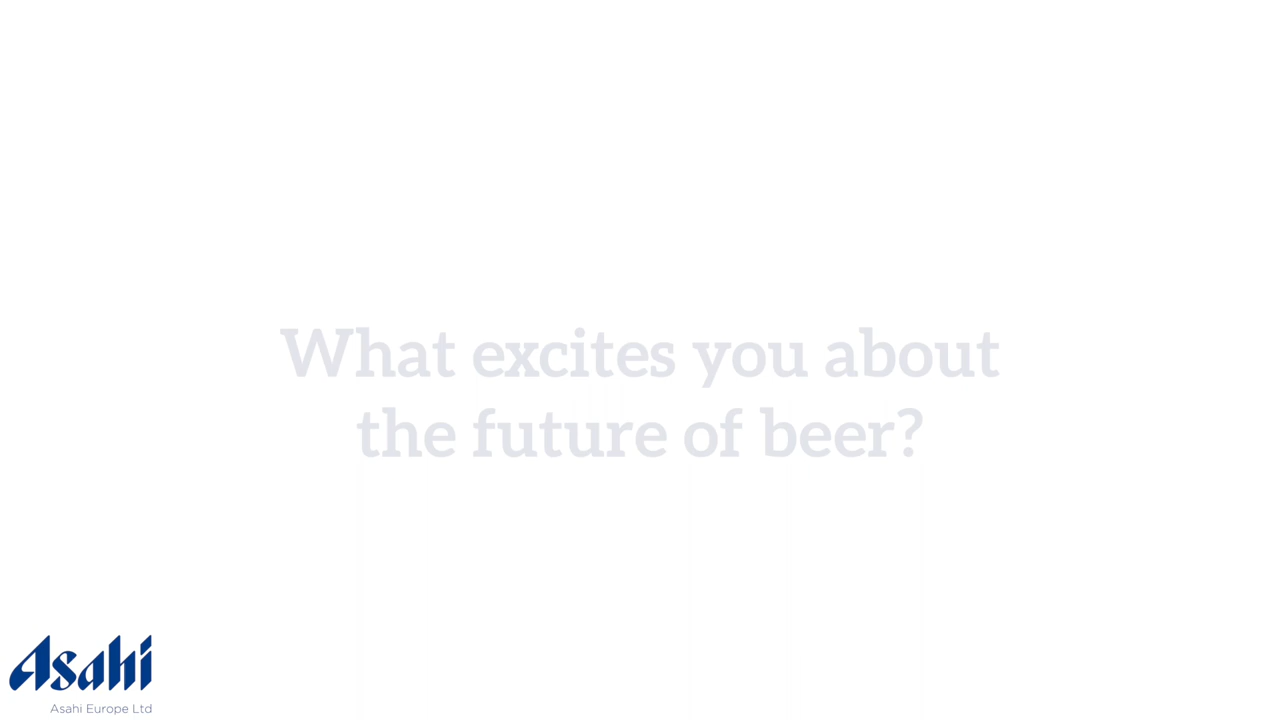 What excites you about
the future of beer?
Asahi
Asahi Europe Ltd